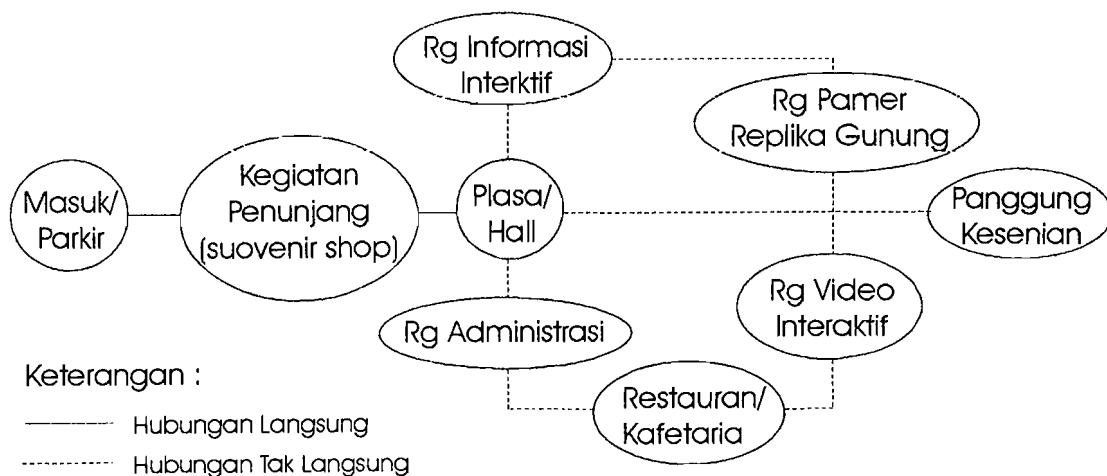 Rg Informasi
Interktif
Rg Pamer
Replika Gunung
Masuk/
Parkir
Kegiatan
Penunjang
(suovenir shop)
Plasa/
Hall
Panggung
Kesenian
Rg Administrasi
Rg Video
Interaktif
Restauran/
Kafetaria
Keterangan :
Hubungan Langsung
Hubungan Tak Langsung